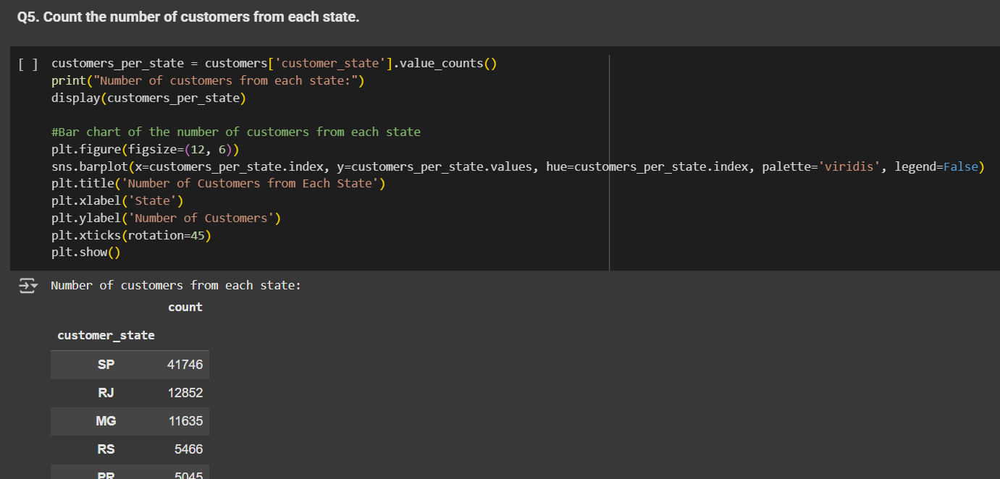 Q5. Count the number of customers from each state.
[ ] customers_per_state = customers['customer_state'].value_counts()
print("Number of customers from each state:")
display(customers_per_state)
#Bar chart of the number of customers from each state
plt.figure(figsize=(12, 6))
sns.barplot(x=customers_per_state.index, y=customers_per_state.values, hue=customers_per_state.index, palette='viridis', legend=False)
plt.title('Number of Customers from Each State')
plt.xlabel('State')
plt.ylabel('Number of Customers')
plt.xticks(rotation=45)
plt.show()
Number of customers from each state:
count
customer_state
SP 41746
RJ 12852
MG 11635
RS 5466
PR 5045